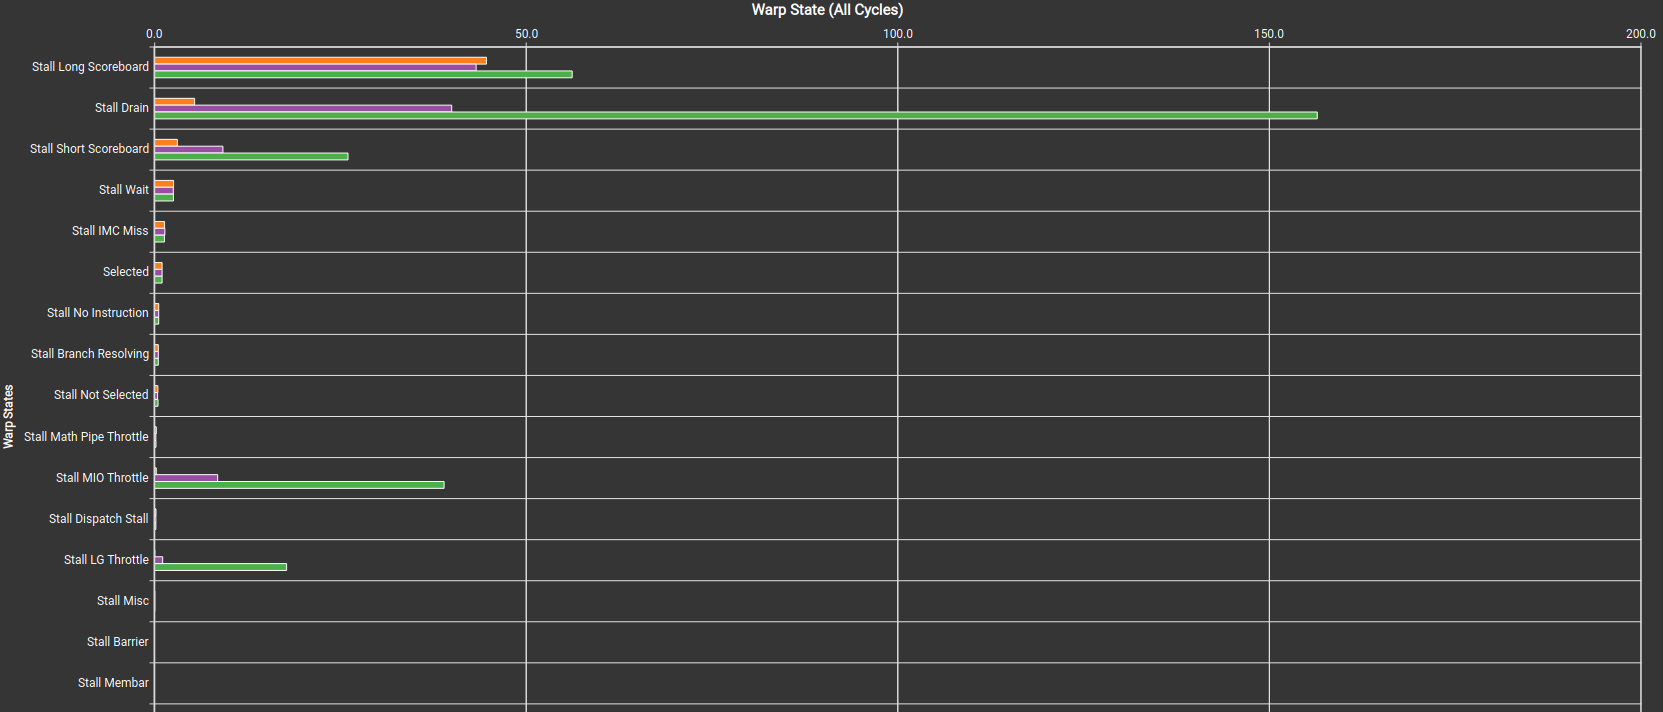 Warp State (All Cycles)
0.0 50.0 100.0 150.0 200.0
Stall Long Scoreboard
Stall Drain
Stall Short Scoreboard
Stall Wait
Stall IMC Miss
Selected
Stall No Instruction
Stall Branch Resolving
Stall Not Selected
Stall Math Pipe Throttle
Stall MIO Throttle
Stall Dispatch Stall
Stall LG Throttle
Stall Misc
Stall Barrier
Stall Membar
Warp States